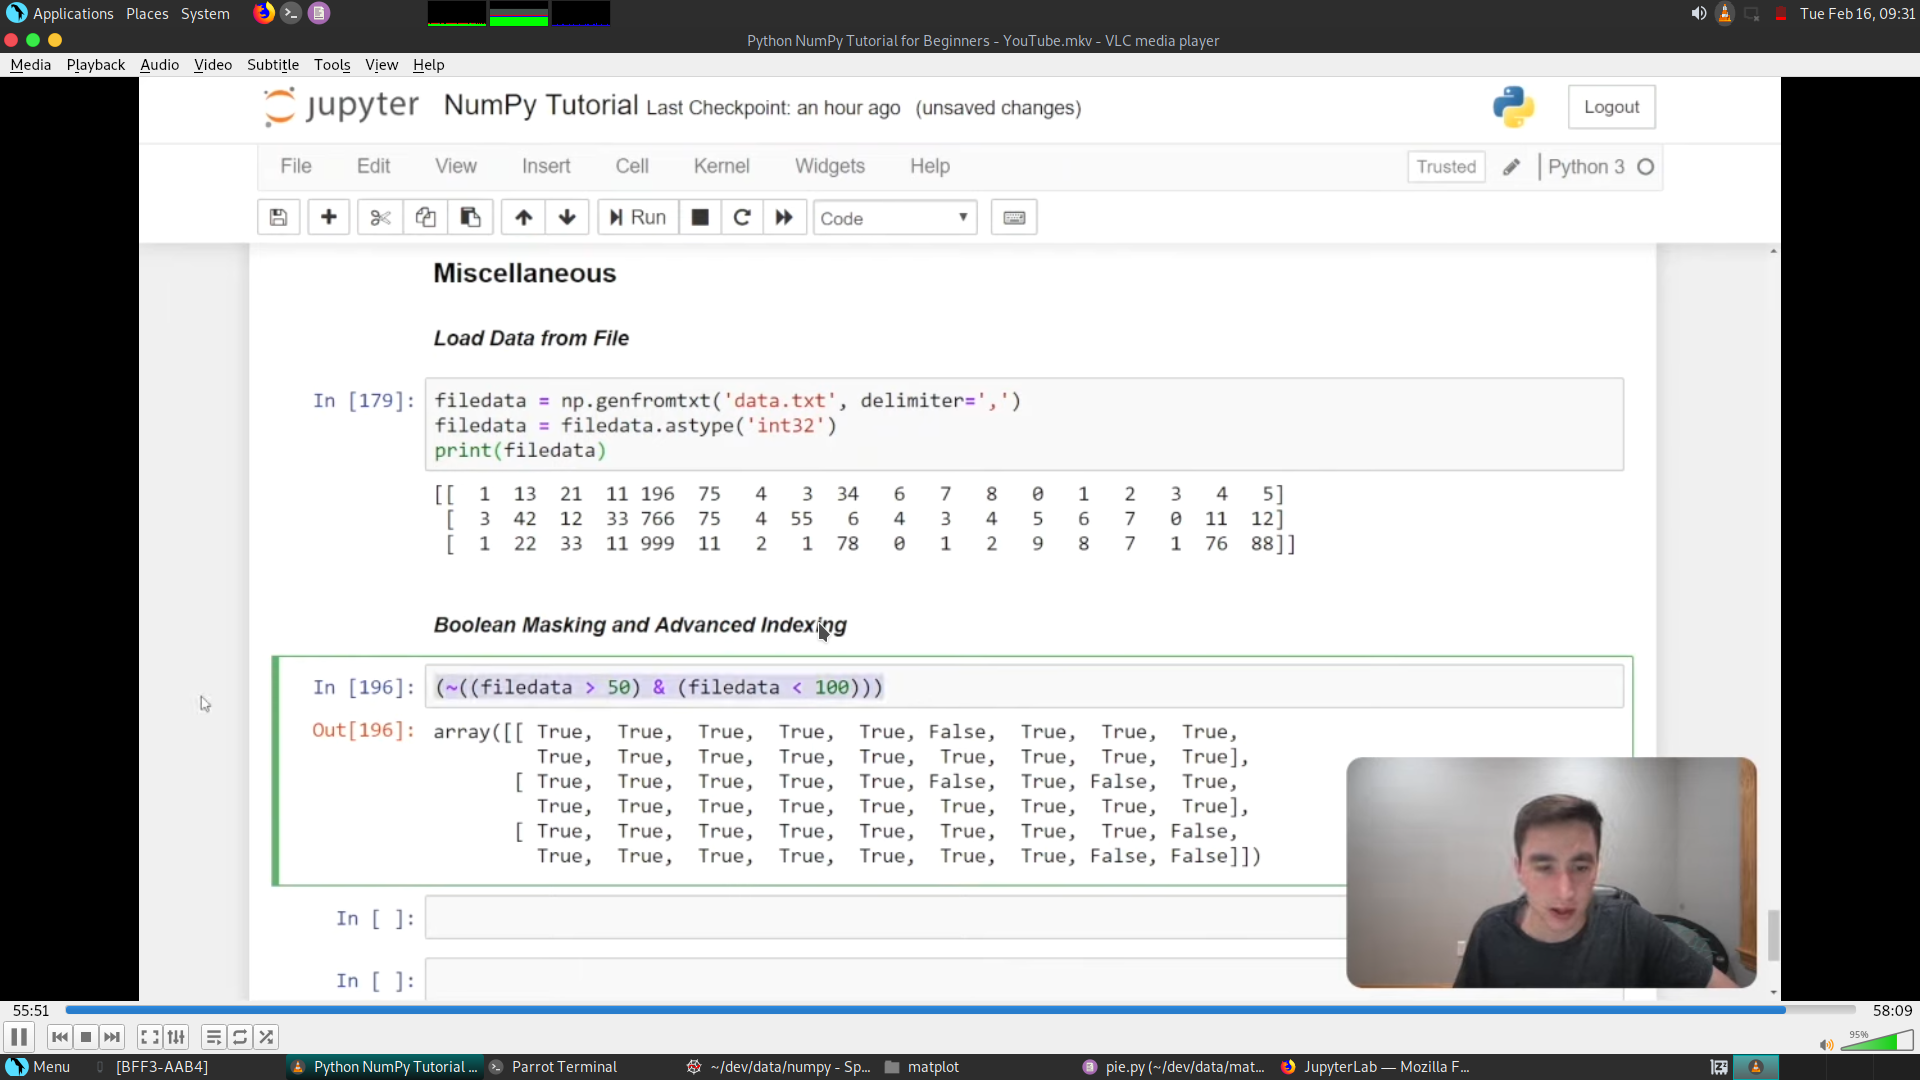 Applications Places System Tue Feb 16, 09:31
Python NumPy Tutorial for Beginners - YouTube.mkv - VLC media player
Media Playback Audio Video Subtitle Tools View Help
jupyter NumPy Tutorial Last Checkpoint: an hour ago (unsaved changes) Logout
File Edit View Insert Cell Kernel Widgets Help Trusted Python 3
Run Code
Miscellaneous
Load Data from File
In [179]: filedata = np.genfromtxt('data.txt', delimiter=',')
filedata = filedata.astype('int32')
print(filedata)
[[ 1 13 21 11 196 75 4 3 34 6 7 8 0 1 2 3 4 5]
[ 3 42 12 33 766 75 4 55 6 4 3 4 5 6 7 0 11 12]
[ 1 22 33 11 999 11 2 1 78 0 1 2 9 8 7 1 76 88]]
Boolean Masking and Advanced Indexing
In [196]: (~((filedata > 50) & (filedata < 100)))
Out[196]: array([[ True, True, True, True, True, False, True, True, True,
True, True, True, True, True, True, True, True, True],
[ True, True, True, True, True, False, True, False, True,
True, True, True, True, True, True, True, True, True],
[ True, True, True, True, True, True, True, True, False,
True, True, True, True, True, True, True, False, False]])
In [ ]:
In [ ]:
55:51 58:09
95%
Menu [BFF3-AAB4] Python NumPy Tutorial ... Parrot Terminal ~/dev/data/numpy - Sp... matplot pie.py (~/dev/data/mat... JupyterLab — Mozilla F...